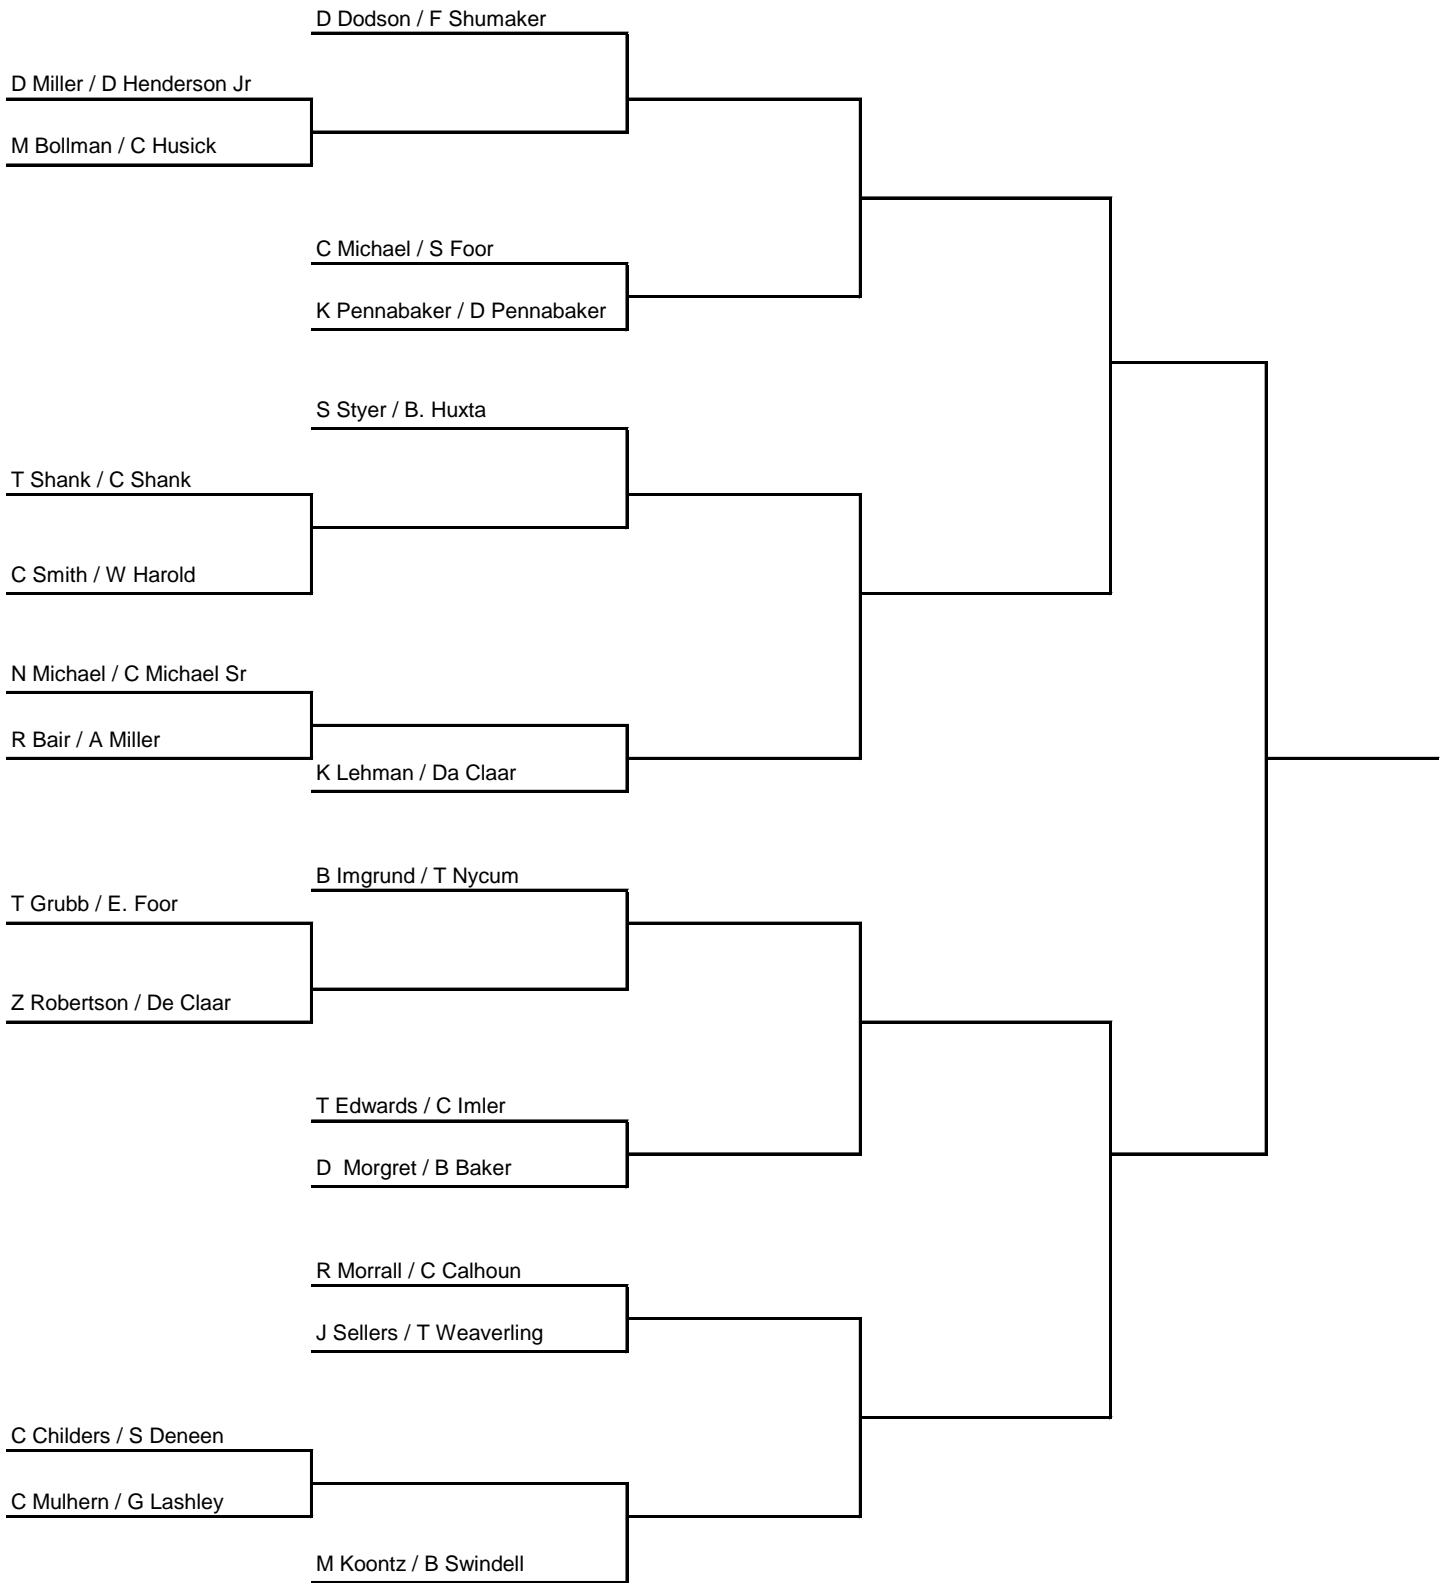 D Dodson / F Shumaker
D Miller / D Henderson Jr
M Bollman / C Husick
C Michael / S Foor
K Pennabaker / D Pennabaker
S Styer / B. Huxta
T Shank / C Shank
C Smith / W Harold
N Michael / C Michael Sr
R Bair / A Miller
K Lehman / Da Claar
B Imgrund / T Nycum
T Grubb / E. Foor
Z Robertson / De Claar
T Edwards / C Imler
D  Morgret / B Baker
R Morrall / C Calhoun
J Sellers / T Weaverling
C Childers / S Deneen
C Mulhern / G Lashley
M Koontz / B Swindell